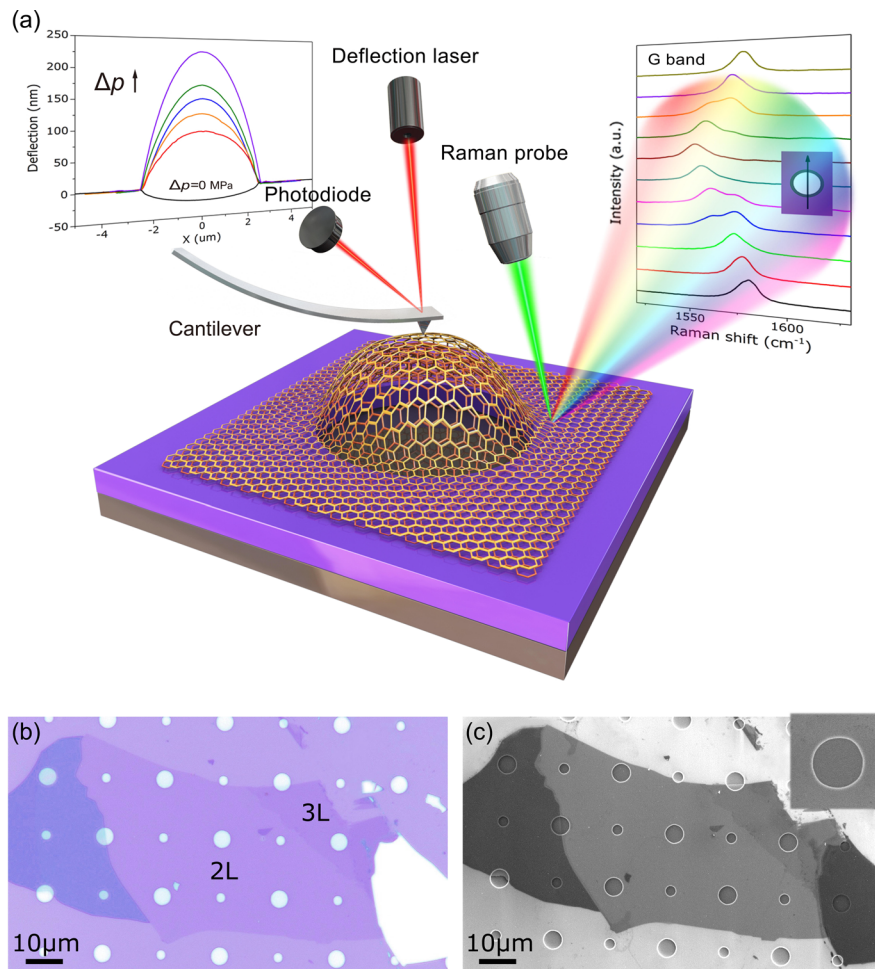 (a)
250
200
150
100
50
0
-50
Deflection (nm)
Δp ↑
Δp=0 MPa
-4 -2 0 2 4
X (um)
Deflection laser
Photodiode
Raman probe
Cantilever
G band
Intensity (a.u.)
1550 1600
Raman shift (cm⁻¹)
(b)
3L
2L
10μm
(c)
10μm